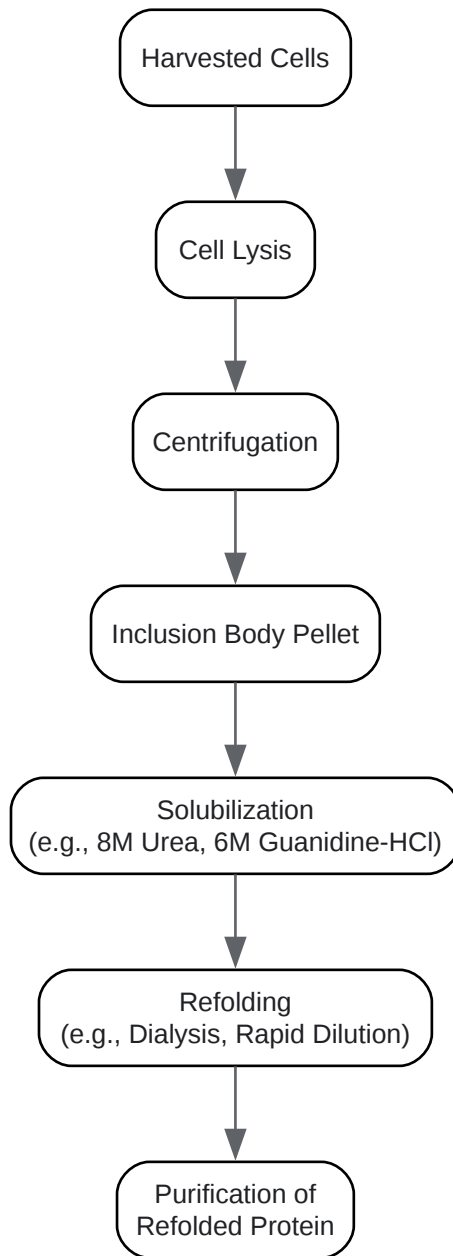 Harvested Cells
Cell Lysis
Centrifugation
Inclusion Body Pellet
Solubilization
(e.g., 8M Urea, 6M Guanidine-HCl)
Refolding
(e.g., Dialysis, Rapid Dilution)
Purification of
Refolded Protein